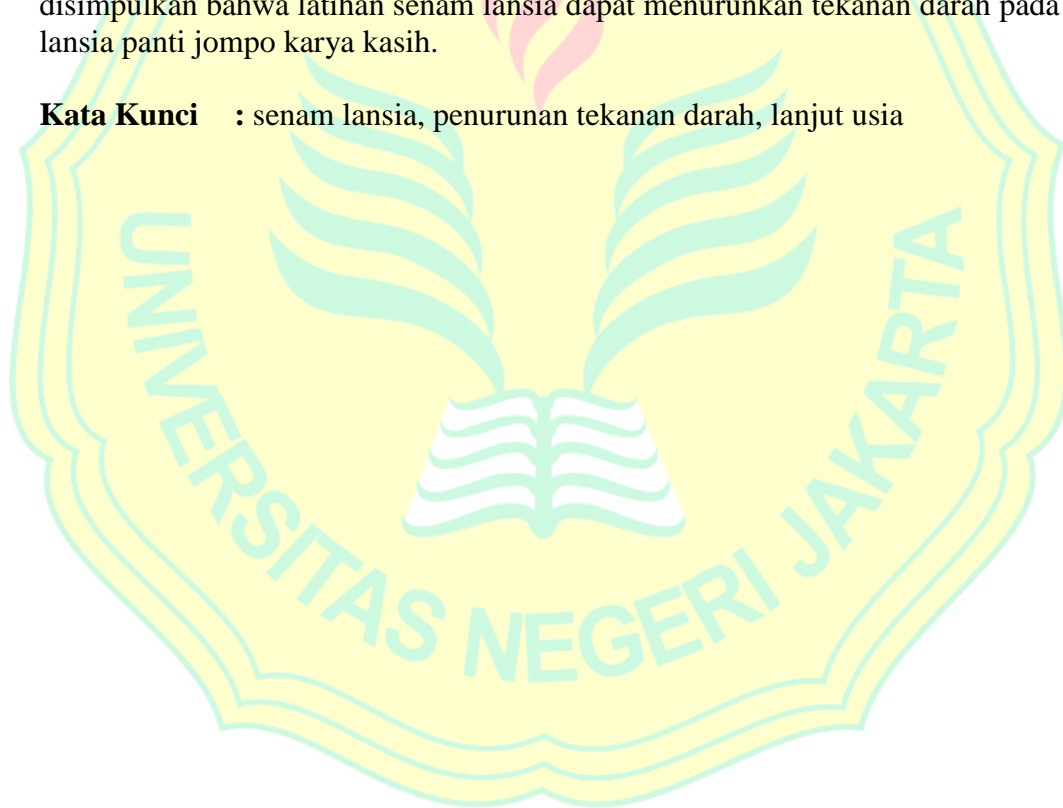 disimpulkan bahwa latihan senam lansia dapat menurunkan tekanan darah pada
lansia panti jompo karya kasih.
Kata Kunci : senam lansia, penurunan tekanan darah, lanjut usia
UNIVERSITAS NEGERI JAKARTA